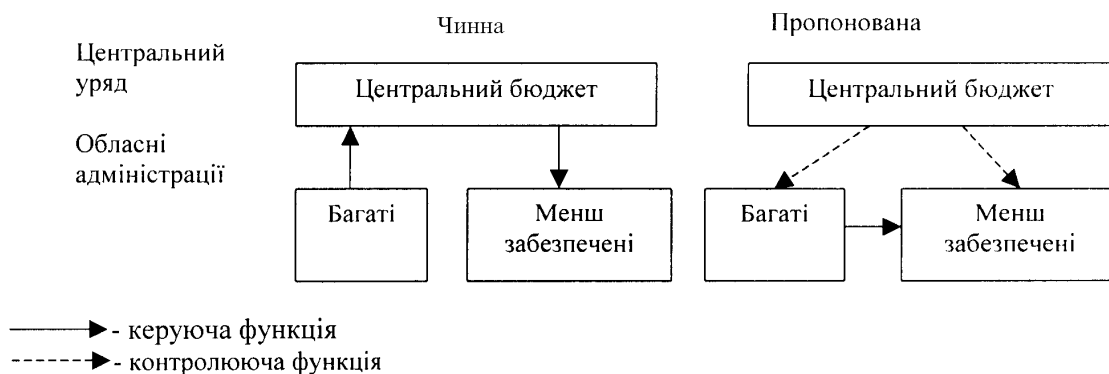 Чинна
Пропонована
Центральний
уряд
Центральний бюджет
Центральний бюджет
Обласні
адміністрації
Багаті
Менш
забезпечені
Багаті
Менш
забезпечені
- керуюча функція
- контролююча функція